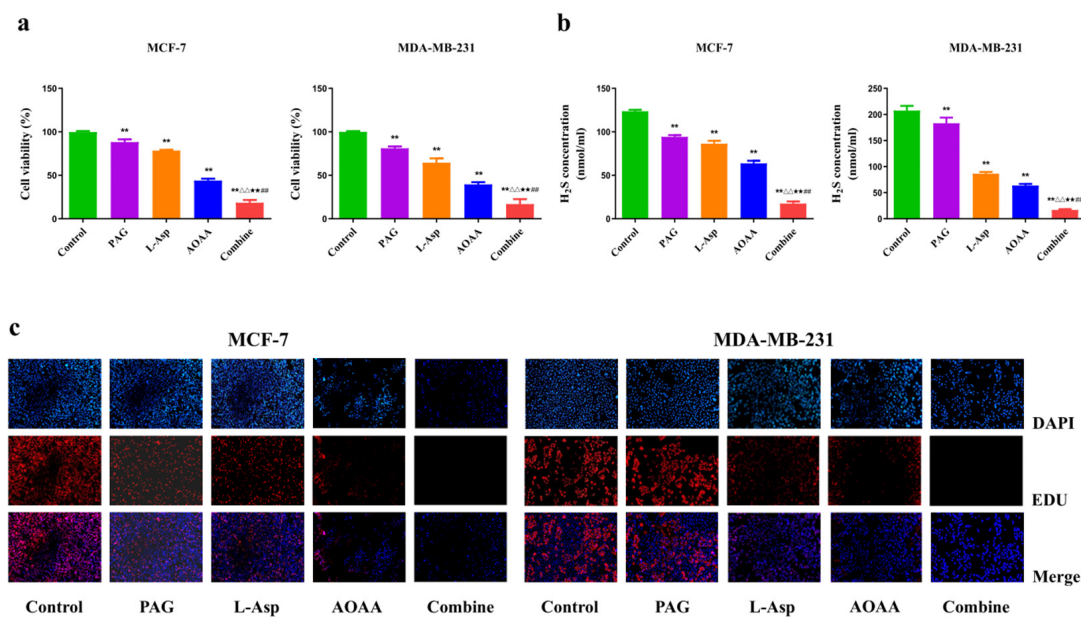 a
MCF-7
Cell viability (%)
150
100
50
0
**
**
**
**△△★★##
Control
PAG
L-Asp
AOAA
Combine
MDA-MB-231
Cell viability (%)
150
100
50
0
**
**
**
**△△★★##
Control
PAG
L-Asp
AOAA
Combine
b
MCF-7
H₂S concentration
(nmol/ml)
150
100
50
0
**
**
**
**△△★★##
Control
PAG
L-Asp
AOAA
Combine
MDA-MB-231
H₂S concentration
(nmol/ml)
250
200
150
100
50
0
**
**
**
**△△★★##
Control
PAG
L-Asp
AOAA
Combine
c
MCF-7
MDA-MB-231
DAPI
EDU
Merge
Control PAG L-Asp AOAA Combine Control PAG L-Asp AOAA Combine